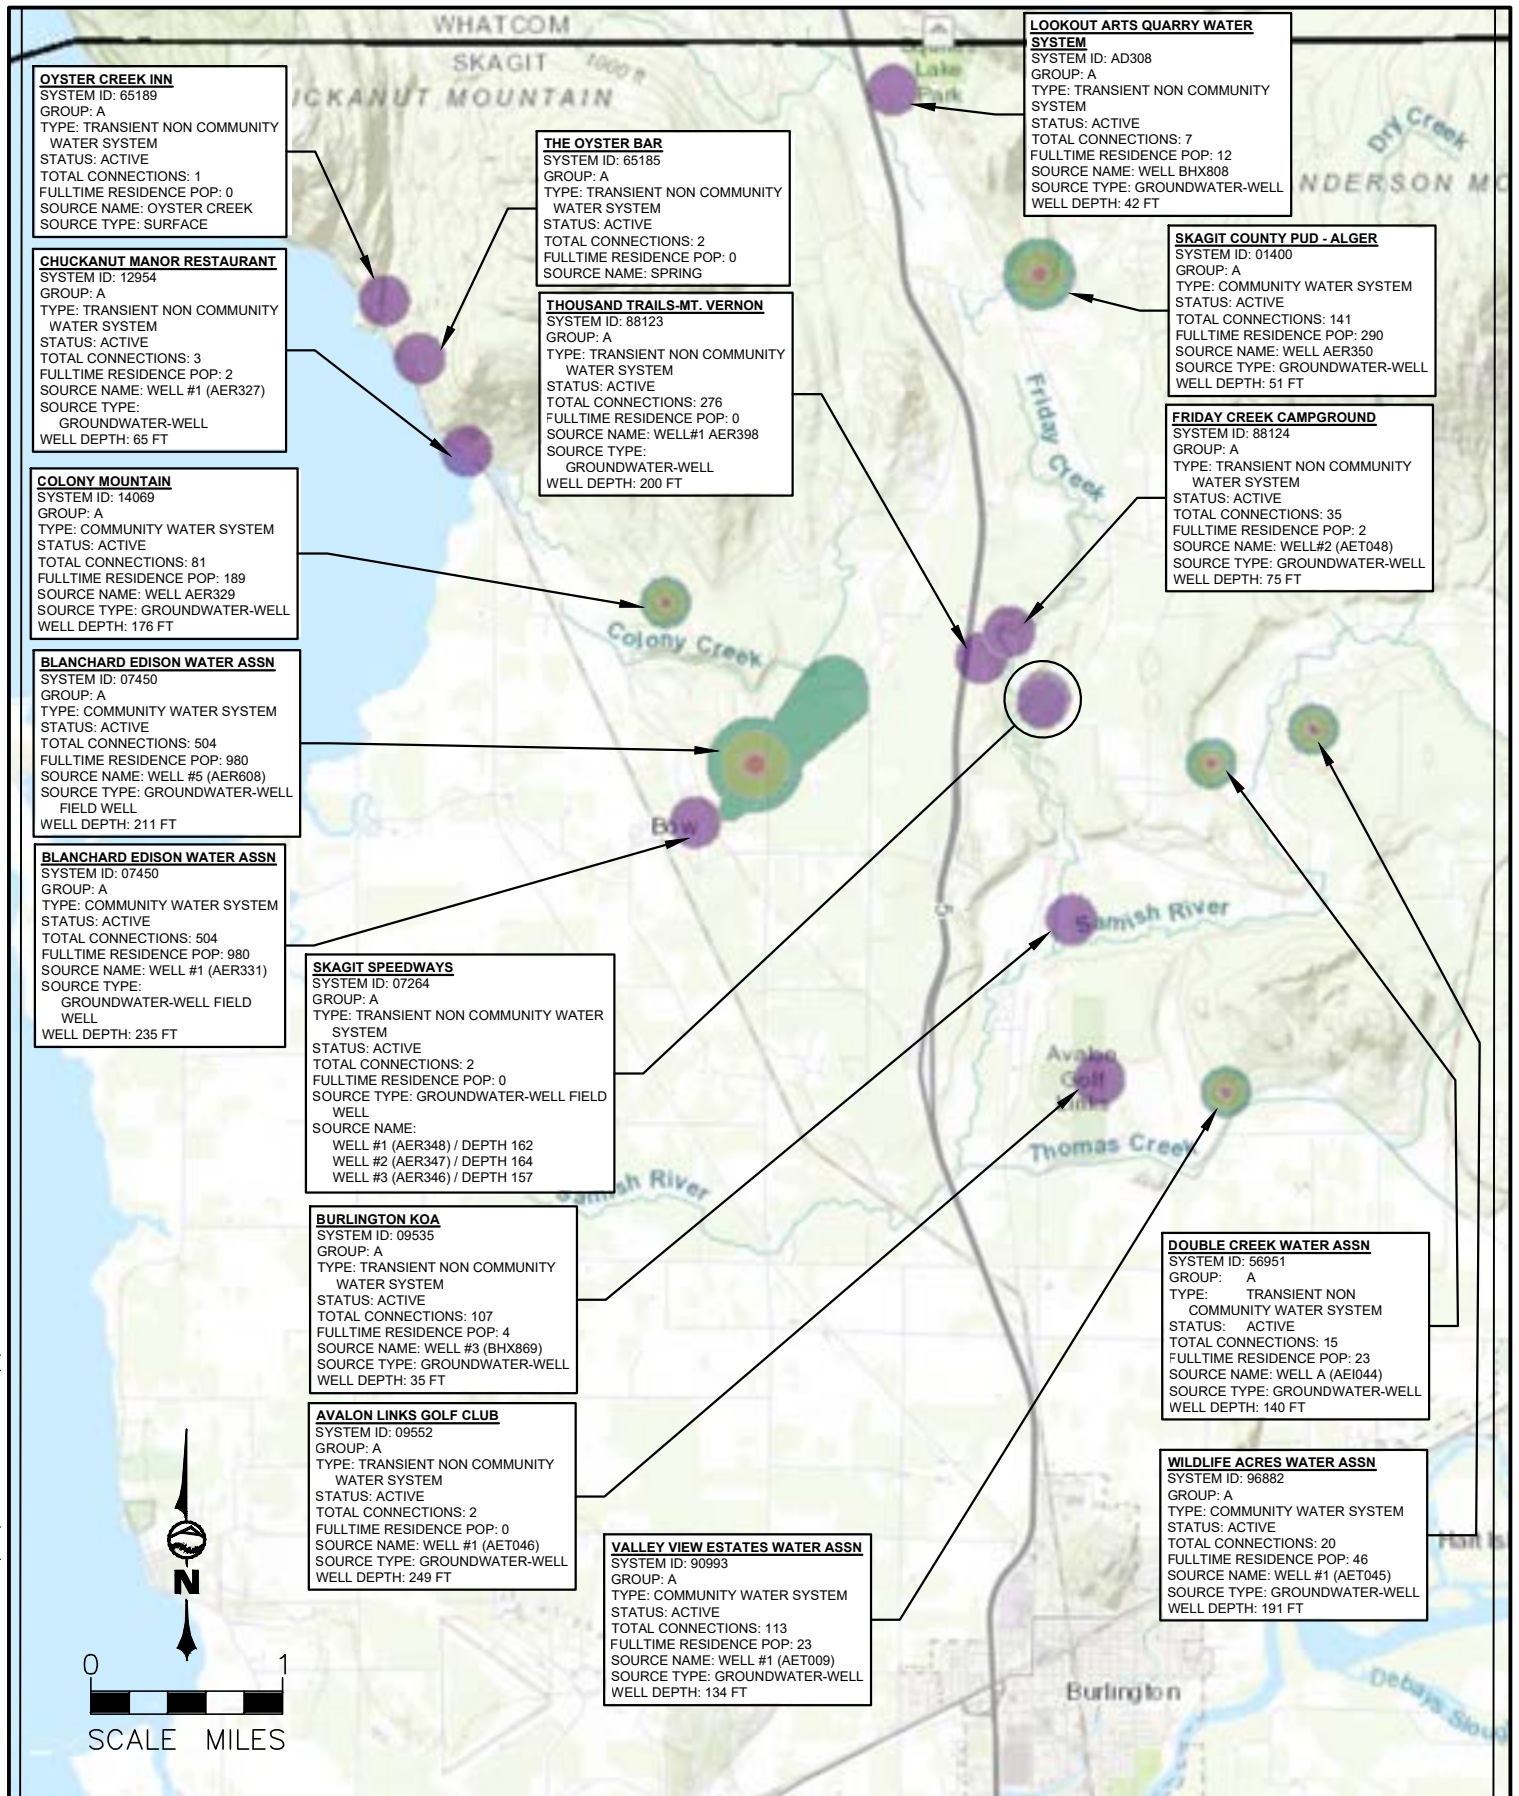 WHATCOM
SKAGIT
1000 ft
UCKANUT MOUNTAIN
Lake
Park
Dry Creek
NDERSON MO
LOOKOUT ARTS QUARRY WATER
SYSTEM
SYSTEM ID: AD308
GROUP: A
TYPE: TRANSIENT NON COMMUNITY
SYSTEM
STATUS: ACTIVE
TOTAL CONNECTIONS: 7
FULLTIME RESIDENCE POP: 12
SOURCE NAME: WELL BHX808
SOURCE TYPE: GROUNDWATER-WELL
WELL DEPTH: 42 FT
OYSTER CREEK INN
SYSTEM ID: 65189
GROUP: A
TYPE: TRANSIENT NON COMMUNITY
WATER SYSTEM
STATUS: ACTIVE
TOTAL CONNECTIONS: 1
FULLTIME RESIDENCE POP: 0
SOURCE NAME: OYSTER CREEK
SOURCE TYPE: SURFACE
THE OYSTER BAR
SYSTEM ID: 65185
GROUP: A
TYPE: TRANSIENT NON COMMUNITY
WATER SYSTEM
STATUS: ACTIVE
TOTAL CONNECTIONS: 2
FULLTIME RESIDENCE POP: 0
SOURCE NAME: SPRING
SKAGIT COUNTY PUD - ALGER
SYSTEM ID: 01400
GROUP: A
TYPE: COMMUNITY WATER SYSTEM
STATUS: ACTIVE
TOTAL CONNECTIONS: 141
FULLTIME RESIDENCE POP: 290
SOURCE NAME: WELL AER350
SOURCE TYPE: GROUNDWATER-WELL
WELL DEPTH: 51 FT
CHUCKANUT MANOR RESTAURANT
SYSTEM ID: 12954
GROUP: A
TYPE: TRANSIENT NON COMMUNITY
WATER SYSTEM
STATUS: ACTIVE
TOTAL CONNECTIONS: 3
FULLTIME RESIDENCE POP: 2
SOURCE NAME: WELL #1 (AER327)
SOURCE TYPE:
GROUNDWATER-WELL
WELL DEPTH: 65 FT
THOUSAND TRAILS-MT. VERNON
SYSTEM ID: 88123
GROUP: A
TYPE: TRANSIENT NON COMMUNITY
WATER SYSTEM
STATUS: ACTIVE
TOTAL CONNECTIONS: 276
FULLTIME RESIDENCE POP: 0
SOURCE NAME: WELL#1 AER398
SOURCE TYPE:
GROUNDWATER-WELL
WELL DEPTH: 200 FT
Friday Creek
FRIDAY CREEK CAMPGROUND
SYSTEM ID: 88124
GROUP: A
TYPE: TRANSIENT NON COMMUNITY
WATER SYSTEM
STATUS: ACTIVE
TOTAL CONNECTIONS: 35
FULLTIME RESIDENCE POP: 2
SOURCE NAME: WELL#2 (AET048)
SOURCE TYPE: GROUNDWATER-WELL
WELL DEPTH: 75 FT
COLONY MOUNTAIN
SYSTEM ID: 14069
GROUP: A
TYPE: COMMUNITY WATER SYSTEM
STATUS: ACTIVE
TOTAL CONNECTIONS: 81
FULLTIME RESIDENCE POP: 189
SOURCE NAME: WELL AER329
SOURCE TYPE: GROUNDWATER-WELL
WELL DEPTH: 176 FT
Colony Creek
BLANCHARD EDISON WATER ASSN
SYSTEM ID: 07450
GROUP: A
TYPE: COMMUNITY WATER SYSTEM
STATUS: ACTIVE
TOTAL CONNECTIONS: 504
FULLTIME RESIDENCE POP: 980
SOURCE NAME: WELL #5 (AER608)
SOURCE TYPE: GROUNDWATER-WELL
FIELD WELL
WELL DEPTH: 211 FT
Bow
BLANCHARD EDISON WATER ASSN
SYSTEM ID: 07450
GROUP: A
TYPE: COMMUNITY WATER SYSTEM
STATUS: ACTIVE
TOTAL CONNECTIONS: 504
FULLTIME RESIDENCE POP: 980
SOURCE NAME: WELL #1 (AER331)
SOURCE TYPE:
GROUNDWATER-WELL FIELD
WELL
WELL DEPTH: 235 FT
5
Samish River
SKAGIT SPEEDWAYS
SYSTEM ID: 07264
GROUP: A
TYPE: TRANSIENT NON COMMUNITY WATER
SYSTEM
STATUS: ACTIVE
TOTAL CONNECTIONS: 2
FULLTIME RESIDENCE POP: 0
SOURCE TYPE: GROUNDWATER-WELL FIELD
WELL
SOURCE NAME:
WELL #1 (AER348) / DEPTH 162
WELL #2 (AER347) / DEPTH 164
WELL #3 (AER346) / DEPTH 157
Avalon
Golf
Links
Thomas Creek
Samish River
BURLINGTON KOA
SYSTEM ID: 09535
GROUP: A
TYPE: TRANSIENT NON COMMUNITY
WATER SYSTEM
STATUS: ACTIVE
TOTAL CONNECTIONS: 107
FULLTIME RESIDENCE POP: 4
SOURCE NAME: WELL #3 (BHX869)
SOURCE TYPE: GROUNDWATER-WELL
WELL DEPTH: 35 FT
DOUBLE CREEK WATER ASSN
SYSTEM ID: 56951
GROUP: A
TYPE: TRANSIENT NON
COMMUNITY WATER SYSTEM
STATUS: ACTIVE
TOTAL CONNECTIONS: 15
FULLTIME RESIDENCE POP: 23
SOURCE NAME: WELL A (AEI044)
SOURCE TYPE: GROUNDWATER-WELL
WELL DEPTH: 140 FT
AVALON LINKS GOLF CLUB
SYSTEM ID: 09552
GROUP: A
TYPE: TRANSIENT NON COMMUNITY
WATER SYSTEM
STATUS: ACTIVE
TOTAL CONNECTIONS: 2
FULLTIME RESIDENCE POP: 0
SOURCE NAME: WELL #1 (AET046)
SOURCE TYPE: GROUNDWATER-WELL
WELL DEPTH: 249 FT
WILDLIFE ACRES WATER ASSN
SYSTEM ID: 96882
GROUP: A
TYPE: COMMUNITY WATER SYSTEM
STATUS: ACTIVE
TOTAL CONNECTIONS: 20
FULLTIME RESIDENCE POP: 46
SOURCE NAME: WELL #1 (AET045)
SOURCE TYPE: GROUNDWATER-WELL
WELL DEPTH: 191 FT
VALLEY VIEW ESTATES WATER ASSN
SYSTEM ID: 90993
GROUP: A
TYPE: COMMUNITY WATER SYSTEM
STATUS: ACTIVE
TOTAL CONNECTIONS: 113
FULLTIME RESIDENCE POP: 23
SOURCE NAME: WELL #1 (AET009)
SOURCE TYPE: GROUNDWATER-WELL
WELL DEPTH: 134 FT
N
0 1
SCALE MILES
Burlington
Debays Sloug